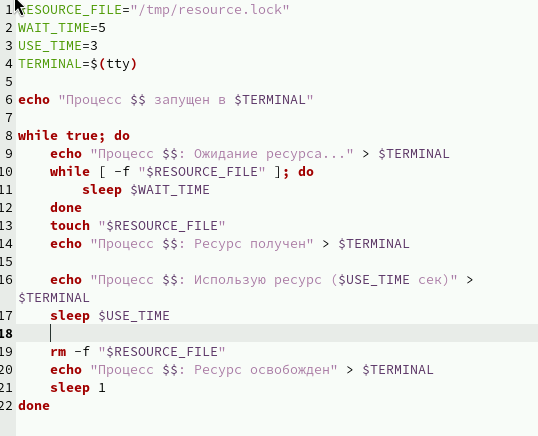 1 RESOURCE_FILE="/tmp/resource.lock"
2 WAIT_TIME=5
3 USE_TIME=3
4 TERMINAL=$(tty)
5
6 echo "Процесс $$ запущен в $TERMINAL"
7
8 while true; do
9     echo "Процесс $$: Ожидание ресурса..." > $TERMINAL
10     while [ -f "$RESOURCE_FILE" ]; do
11         sleep $WAIT_TIME
12     done
13     touch "$RESOURCE_FILE"
14     echo "Процесс $$: Ресурс получен" > $TERMINAL
15
16     echo "Процесс $$: Использую ресурс ($USE_TIME сек)" >
$TERMINAL
17     sleep $USE_TIME
18
19     rm -f "$RESOURCE_FILE"
20     echo "Процесс $$: Ресурс освобожден" > $TERMINAL
21     sleep 1
22 done